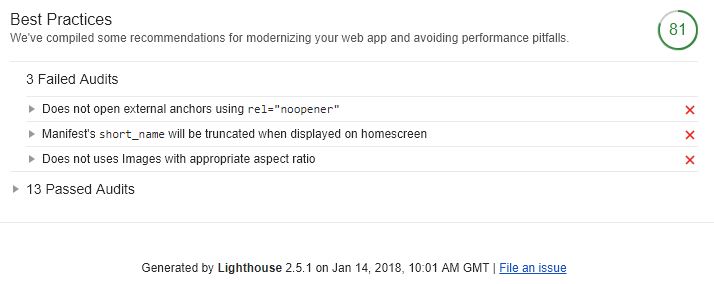 Best Practices
We've compiled some recommendations for modernizing your web app and avoiding performance pitfalls.
81
3 Failed Audits
Does not open external anchors using rel="noopener"
Manifest's short_name will be truncated when displayed on homescreen
Does not uses Images with appropriate aspect ratio
13 Passed Audits
Generated by Lighthouse 2.5.1 on Jan 14, 2018, 10:01 AM GMT | File an issue